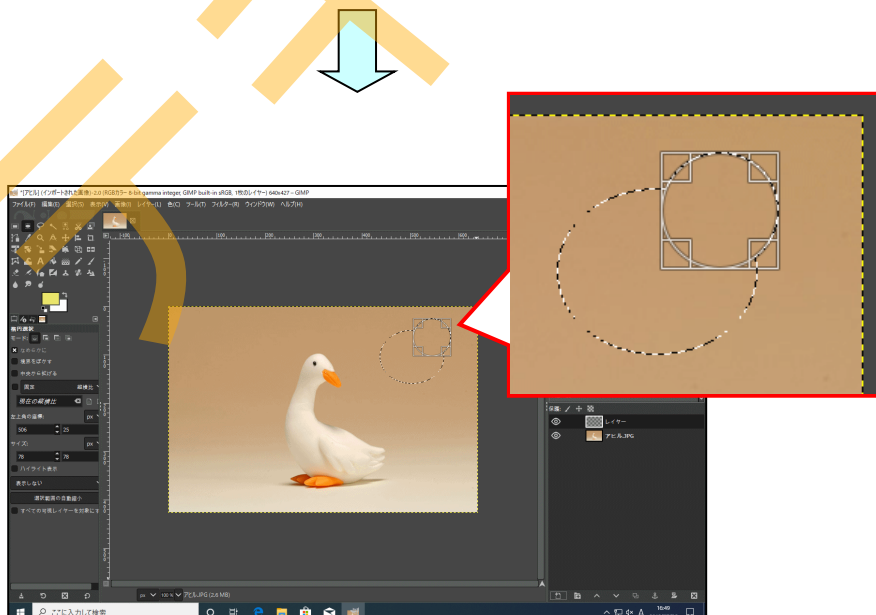 *[アヒル] (インポートされた画像)-2.0 (RGBカラー 8-bit gamma integer, GIMP built-in sRGB, 1枚のレイヤー) 640x427 – GIMP
ファイル(F) 編集(E) 選択(S) 表示(V) 画像(I) レイヤー(L) 色(C) ツール(T) フィルター(R) ウィンドウ(W) ヘルプ(H)
楕円選択
モード:
なめらかに
境界をぼかす
中央から拡げる
固定 縦横比
現在の縦横比
左上角の座標: px
506 25
サイズ: px
78 78
ハイライト表示
表示しない
選択範囲の自動縮小
すべての可視レイヤーを対象にす
保護:
レイヤー
アヒル.JPG
px 100 % アヒル.JPG (2.6 MB)
ここに入力して検索
A 16:49